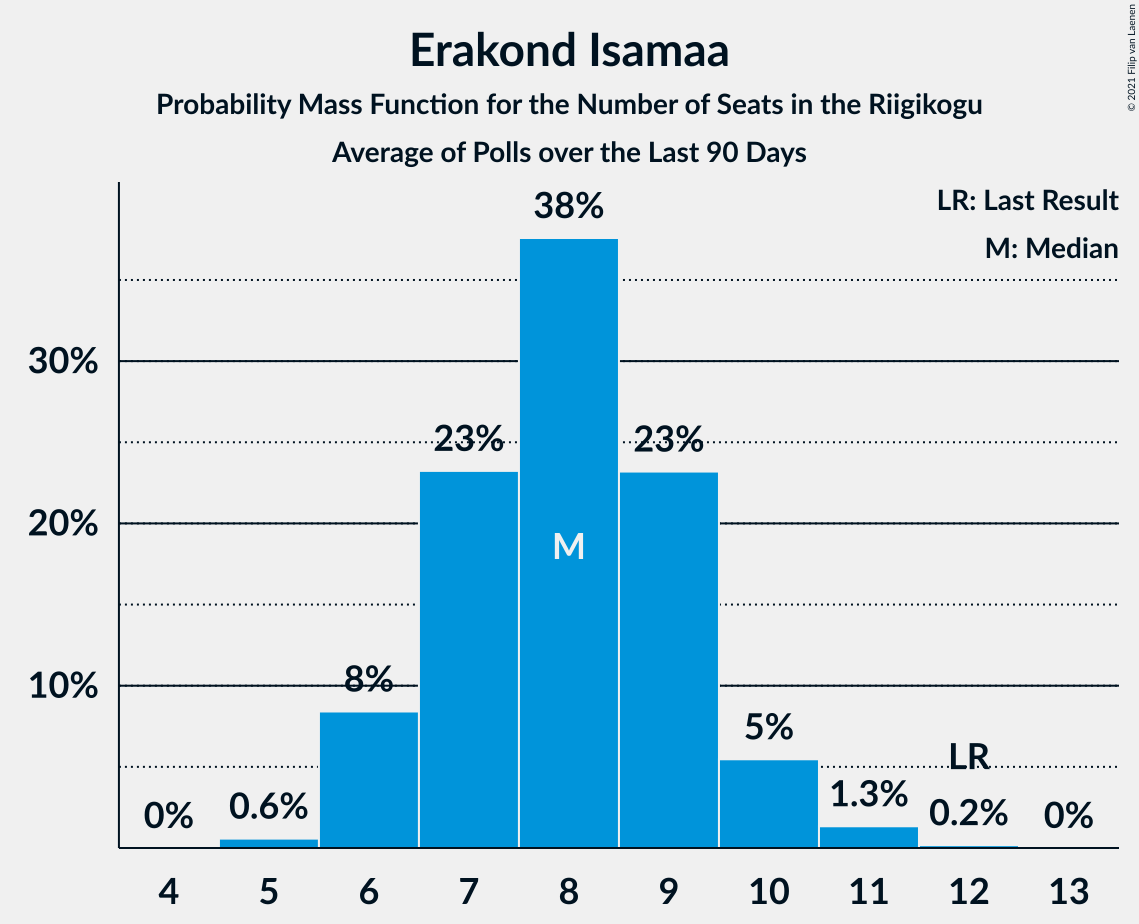 Erakond Isamaa
Probability Mass Function for the Number of Seats in the Riigikogu
Average of Polls over the Last 90 Days
© 2021 Filip van Laenen
LR: Last Result
M: Median
38%
30%
23%
23%
20%
M
10%
8%
5%
LR
0%
0.6%
1.3%
0.2%
0%
4 5 6 7 8 9 10 11 12 13